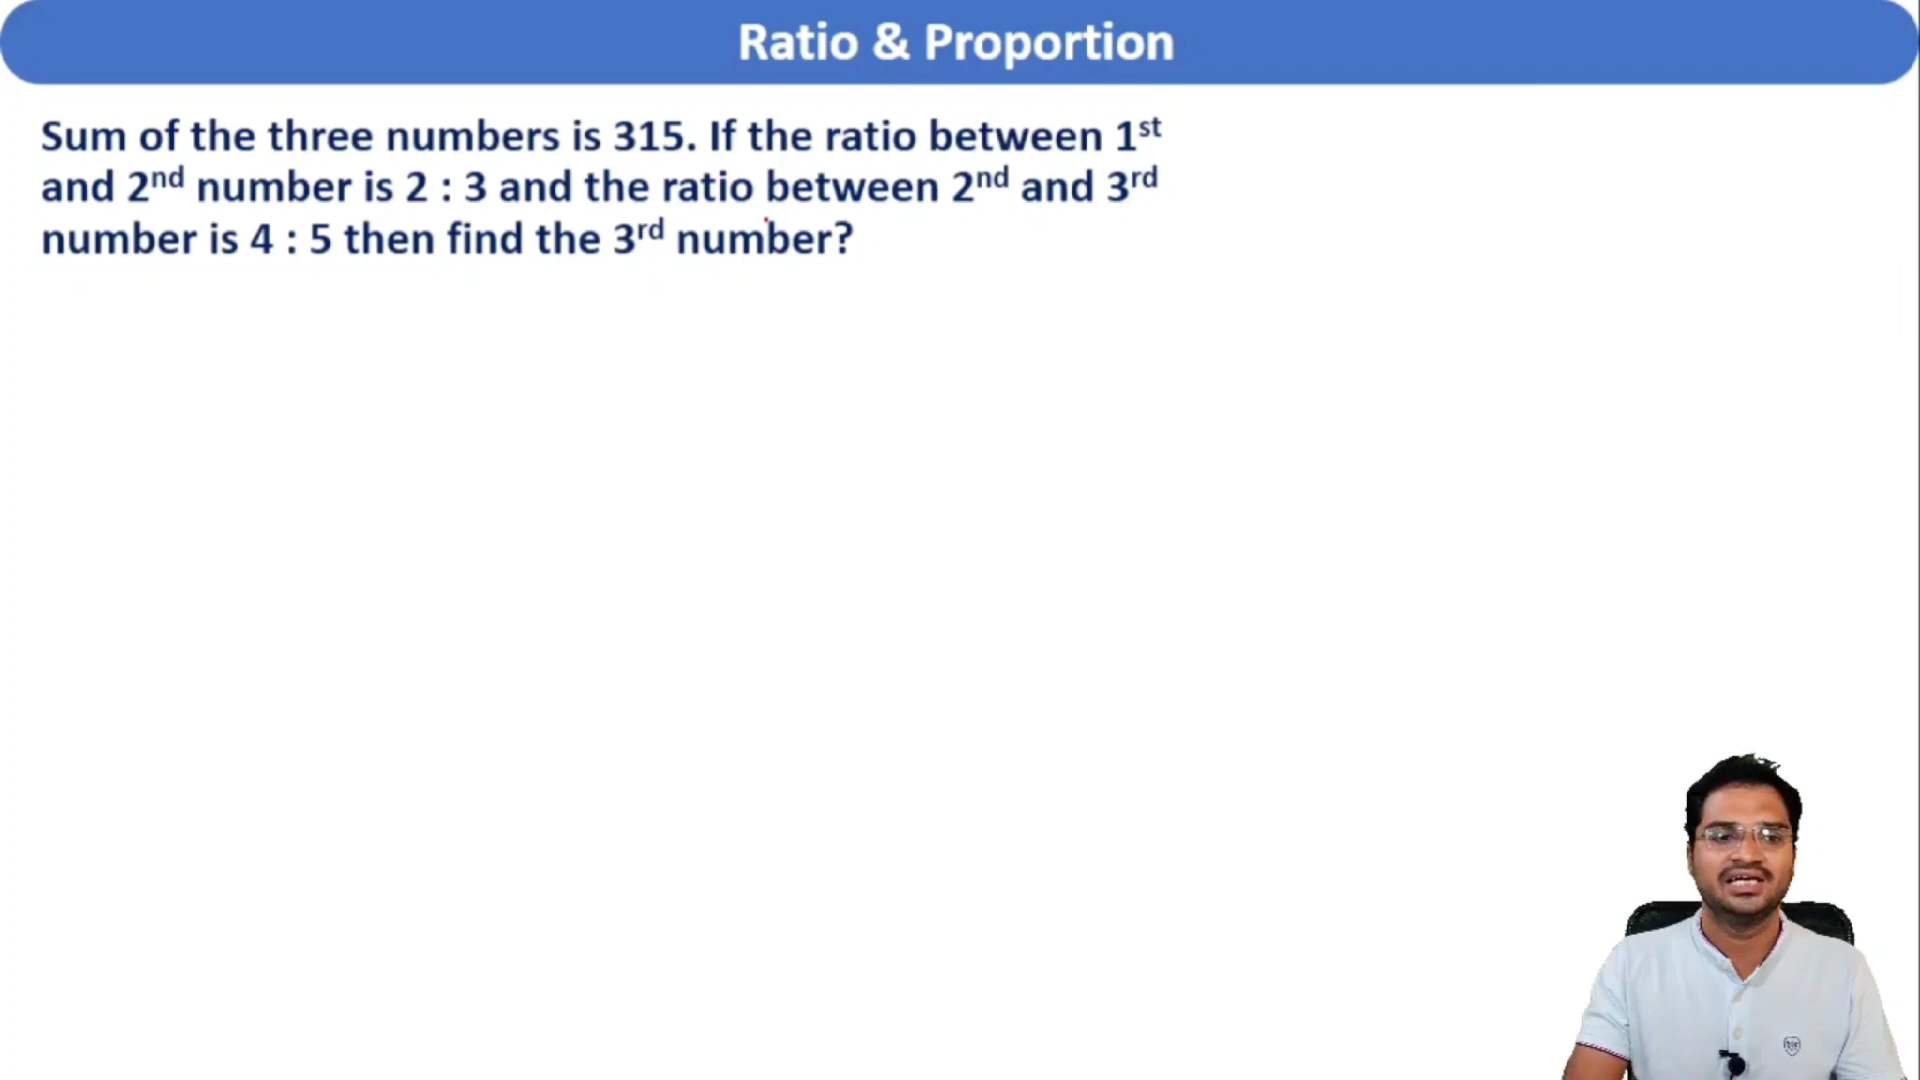 Ratio & Proportion
Sum of the three numbers is 315. If the ratio between 1st
and 2nd number is 2 : 3 and the ratio between 2nd and 3rd
number is 4 : 5 then find the 3rd number?